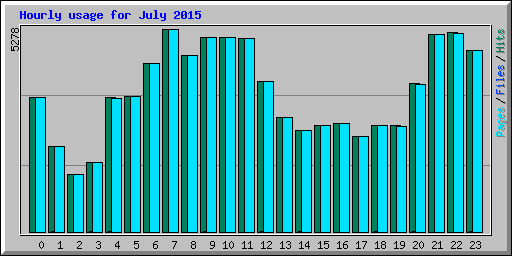 Hourly usage for July 2015
5278
Pages / Files / Hits
0 1 2 3 4 5 6 7 8 9 10 11 12 13 14 15 16 17 18 19 20 21 22 23